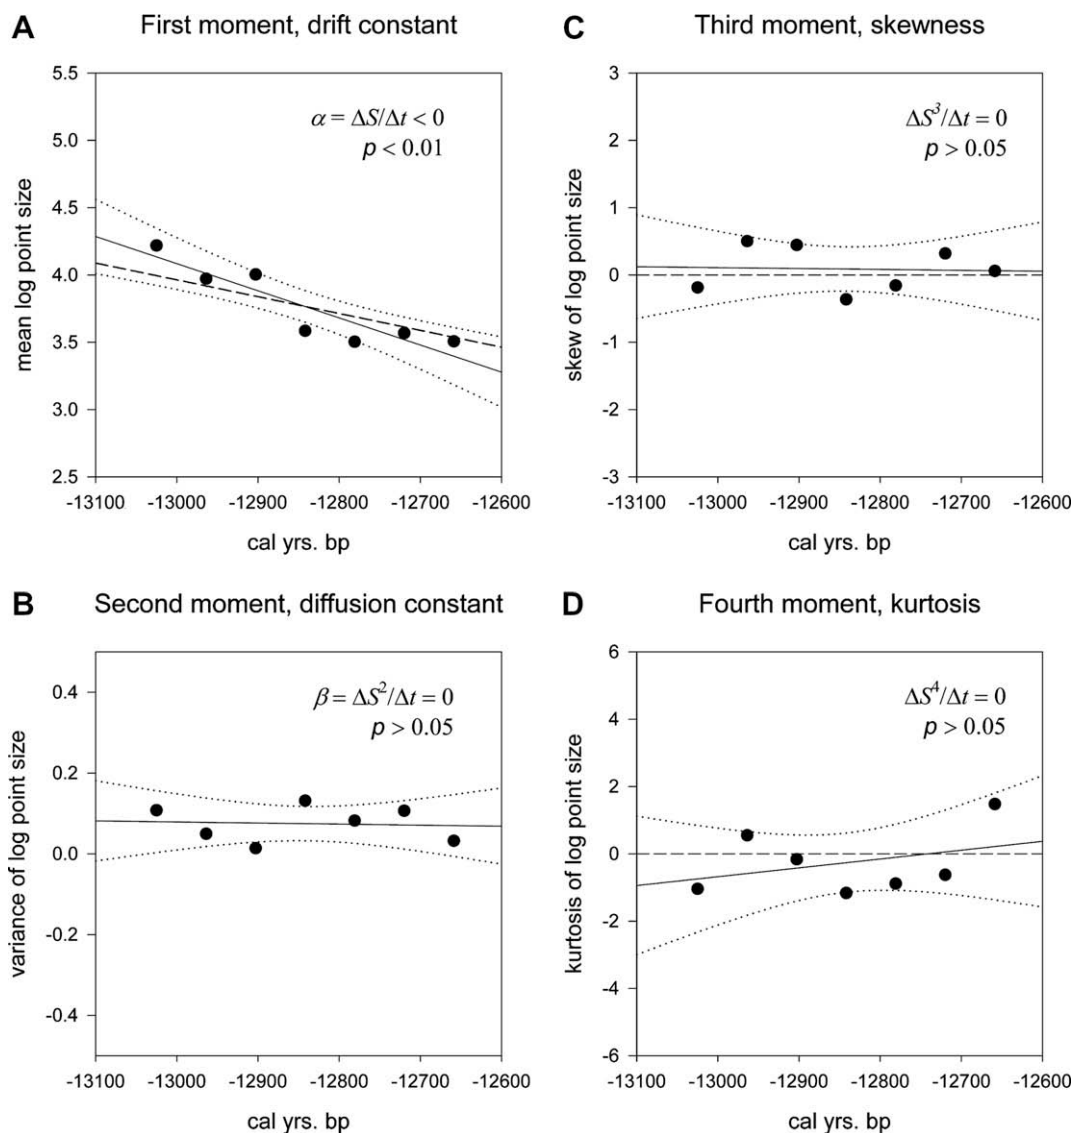 A First moment, drift constant
5.5
5.0
4.5
4.0
3.5
3.0
2.5
mean log point size
α = ΔS/Δt < 0
p < 0.01
-13100 -13000 -12900 -12800 -12700 -12600
cal yrs. bp
C Third moment, skewness
3
2
1
0
-1
-2
-3
skew of log point size
ΔS³/Δt = 0
p > 0.05
-13100 -13000 -12900 -12800 -12700 -12600
cal yrs. bp
B Second moment, diffusion constant
0.4
0.2
0.0
-0.2
-0.4
variance of log point size
β = ΔS²/Δt = 0
p > 0.05
-13100 -13000 -12900 -12800 -12700 -12600
cal yrs. bp
D Fourth moment, kurtosis
6
4
2
0
-2
-4
-6
kurtosis of log point size
ΔS⁴/Δt = 0
p > 0.05
-13100 -13000 -12900 -12800 -12700 -12600
cal yrs. bp